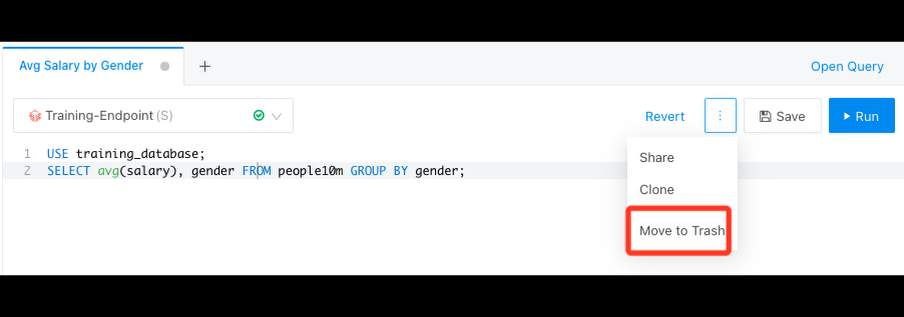 Avg Salary by Gender
+
Open Query
Training-Endpoint (S)
Revert
Save
Run
1 USE training_database;
2 SELECT avg(salary), gender FROM people10m GROUP BY gender;
Share
Clone
Move to Trash